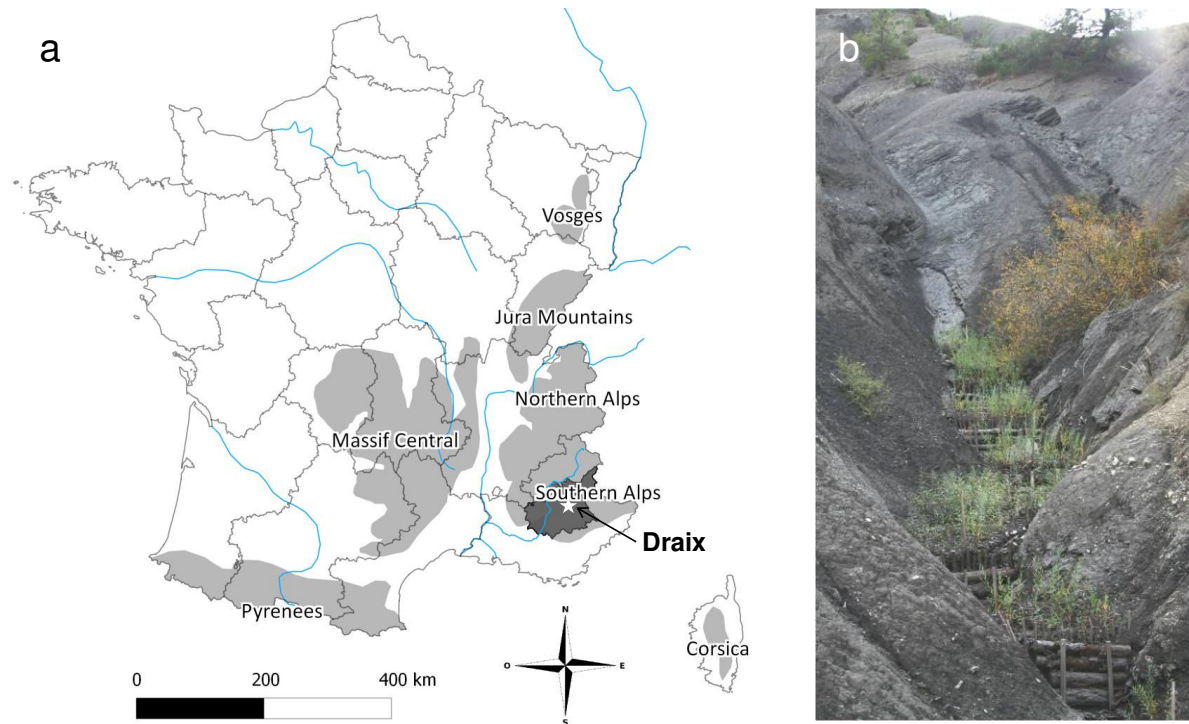 a
b
Vosges
Jura Mountains
Northern Alps
Massif Central
Southern Alps
Draix
Pyrenees
Corsica
N
O
E
S
0
200
400 km